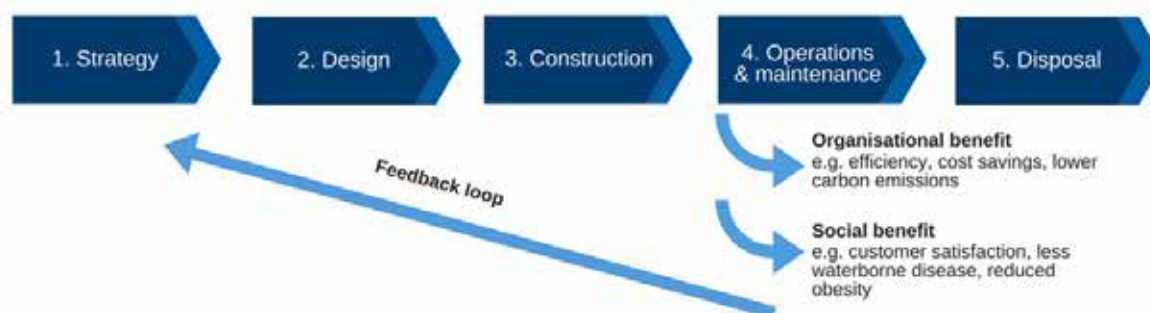 1. Strategy
2. Design
3. Construction
4. Operations
& maintenance
5. Disposal
Feedback loop
Organisational benefit
e.g. efficiency, cost savings, lower
carbon emissions
Social benefit
e.g. customer satisfaction, less
waterborne disease, reduced
obesity